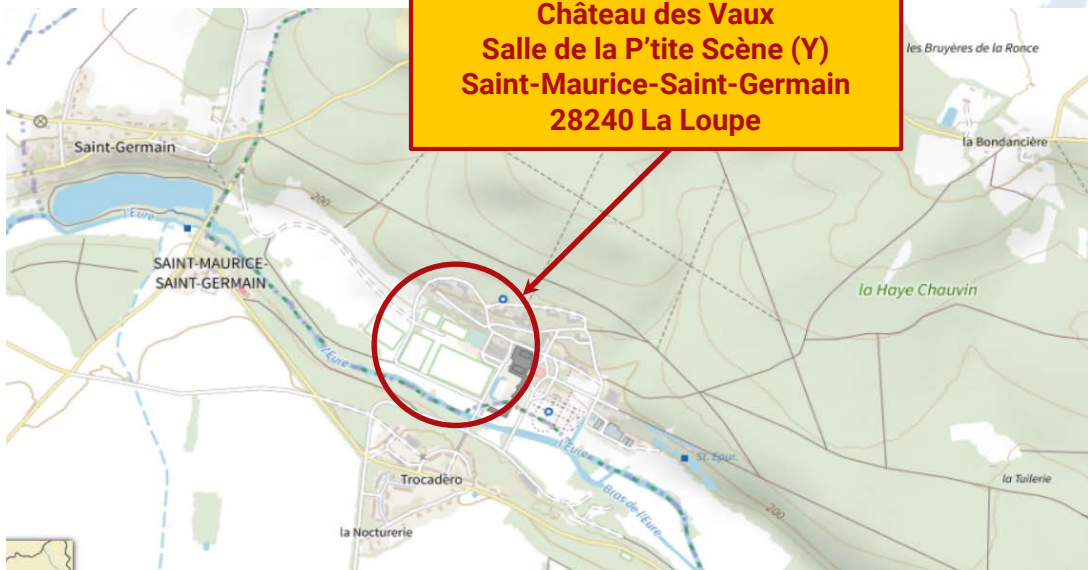 Château des Vaux
Salle de la P'tite Scène (Y)
Saint-Maurice-Saint-Germain
28240 La Loupe
les Bruyères de la Ronce
la Bondancière
Saint-Germain
200
l'Eure
SAINT-MAURICE-
SAINT-GERMAIN
la Haye Chauvin
l'Eure
l'Eure
St. Epur.
Trocadéro
Bras de l'Eure
200
la Tuilerie
la Nocturerie